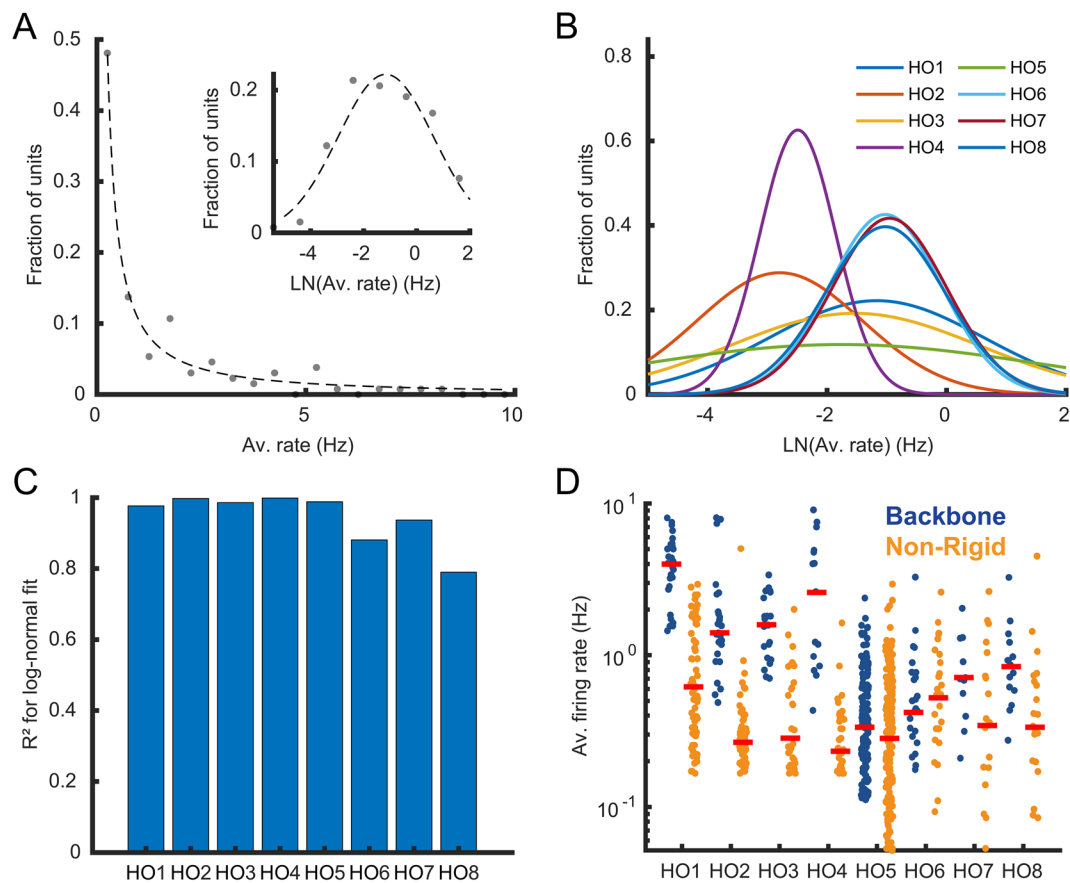 A
Fraction of units
0.5
0.4
0.3
0.2
0.1
0
0
5
10
Av. rate (Hz)
Fraction of units
0.2
0.1
0
-4
-2
0
2
LN(Av. rate) (Hz)
B
Fraction of units
0.8
0.6
0.4
0.2
0
-4
-2
0
2
LN(Av. rate) (Hz)
HO1 HO5
HO2 HO6
HO3 HO7
HO4 HO8
C
R² for log-normal fit
1
0.8
0.6
0.4
0.2
0
HO1 HO2 HO3 HO4 HO5 HO6 HO7 HO8
D
Av. firing rate (Hz)
10¹
10⁰
10⁻¹
Backbone
Non-Rigid
HO1 HO2 HO3 HO4 HO5 HO6 HO7 HO8